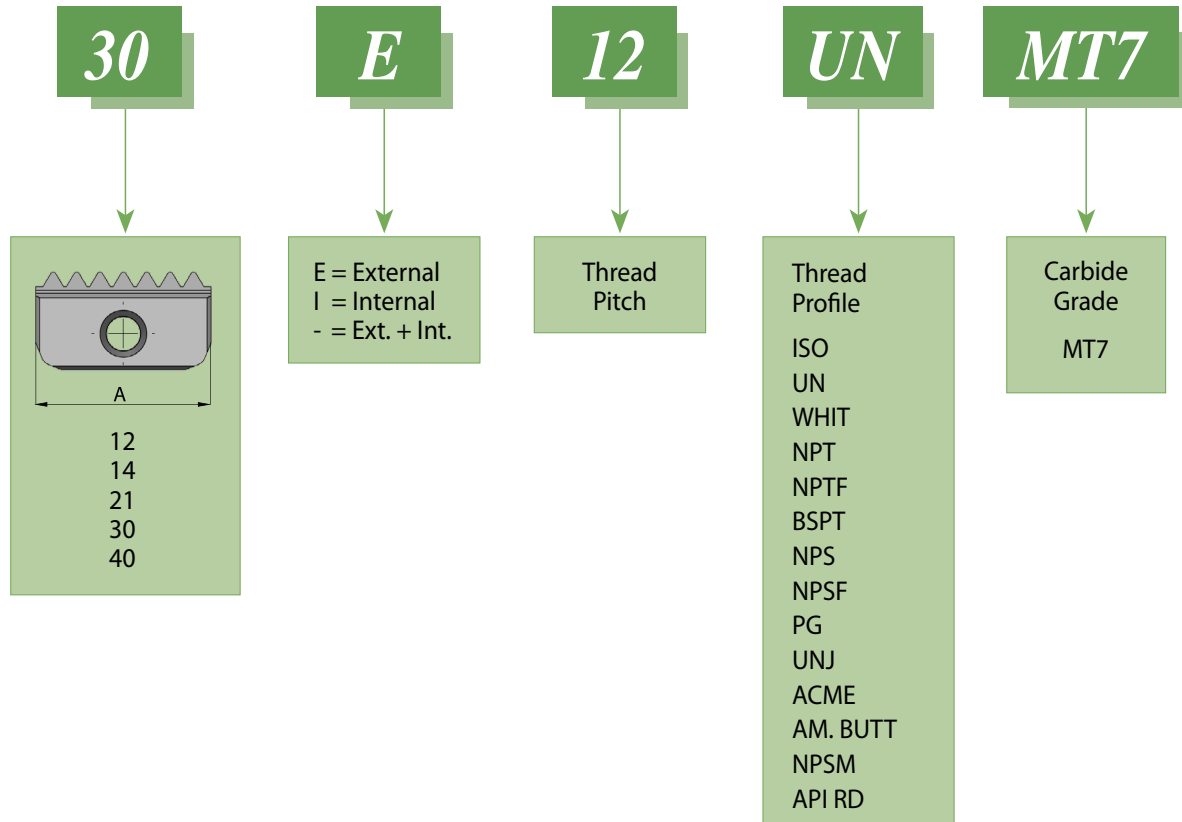 30
E
12
UN
MT7
A
12
14
21
30
40
E = External
I = Internal
- = Ext. + Int.
Thread
Pitch
Thread
Profile
ISO
UN
WHIT
NPT
NPTF
BSPT
NPS
NPSF
PG
UNJ
ACME
AM. BUTT
NPSM
API RD
Carbide
Grade
MT7